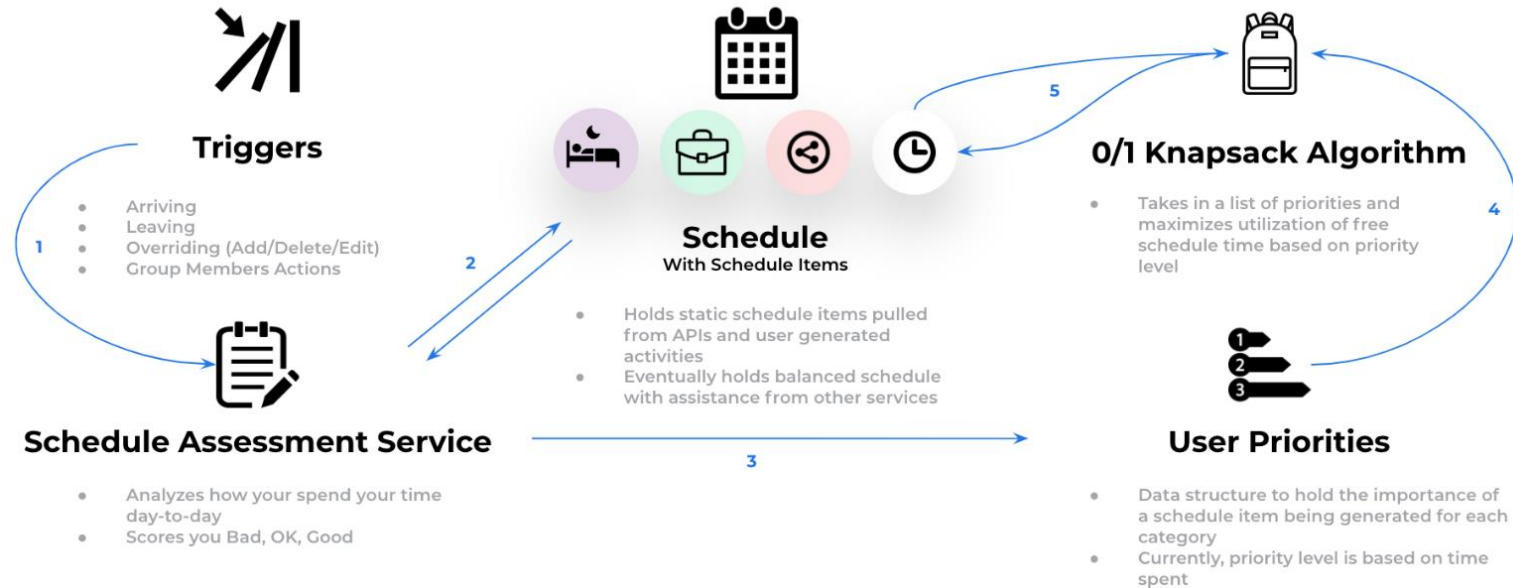 Triggers
● Arriving
● Leaving
● Overriding (Add/Delete/Edit)
● Group Members Actions
1
2
Schedule
With Schedule Items
● Holds static schedule items pulled
from APIs and user generated
activities
● Eventually holds balanced schedule
with assistance from other services
5
0/1 Knapsack Algorithm
● Takes in a list of priorities and
maximizes utilization of free
schedule time based on priority
level
4
Schedule Assessment Service
● Analyzes how your spend your time
day-to-day
● Scores you Bad, OK, Good
3
1
2
3
User Priorities
● Data structure to hold the importance of
a schedule item being generated for each
category
● Currently, priority level is based on time
spent